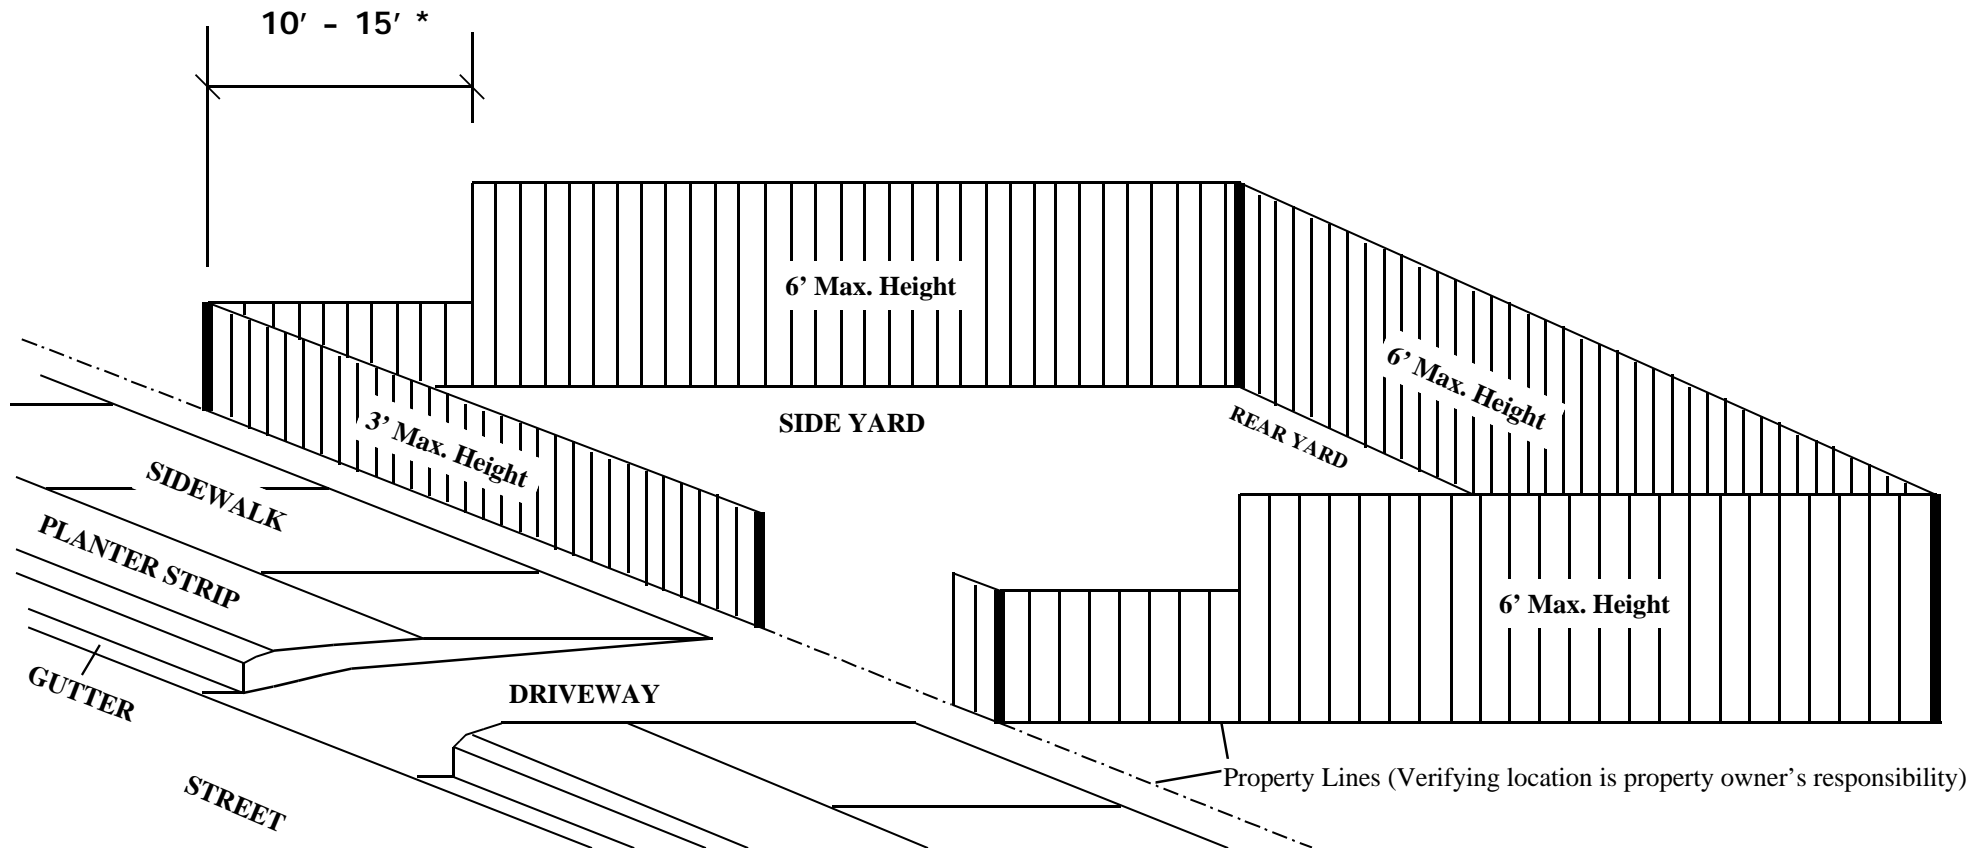 10' - 15' *
6’ Max. Height
6’ Max. Height
3’ Max. Height
SIDE YARD
REAR YARD
SIDEWALK
PLANTER STRIP
6’ Max. Height
GUTTER
DRIVEWAY
STREET
Property Lines (Verifying location is property owner’s responsibility)